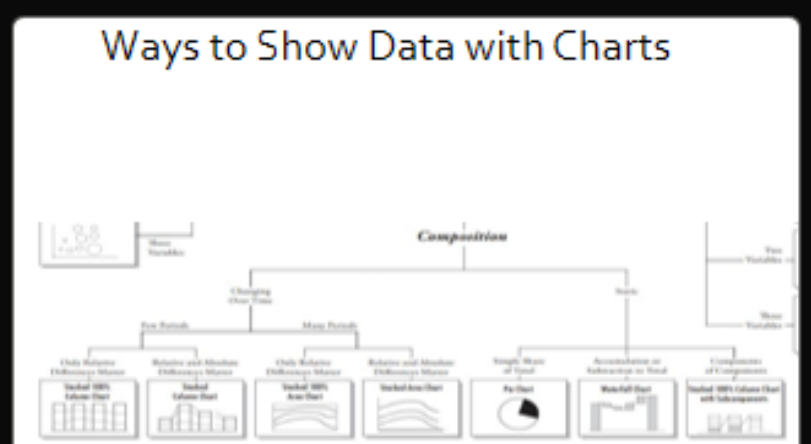 Ways to Show Data with Charts
Three
Variables
Composition
Two
Variables
Three
Variables
Changing
Over Time
Static
Few Periods
Many Periods
Only Relative
Differences Matter
Relative and Absolute
Differences Matter
Only Relative
Differences Matter
Relative and Absolute
Differences Matter
Simple Share
of Total
Accumulation or
Subtraction to Total
Components
of Components
Stacked 100%
Column Chart
Stacked
Column Chart
Stacked 100%
Area Chart
Stacked Area Chart
Pie Chart
Waterfall Chart
Stacked 100% Column Chart
with Subcomponents